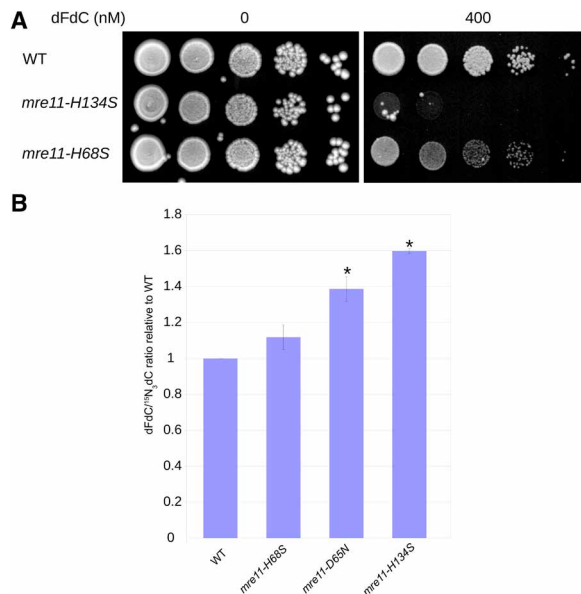 A
dFdC (nM) 0 400
WT
mre11-H134S
mre11-H68S
B
dFdC/¹⁵N₃dC ratio relative to WT
1.8
1.6
1.4
1.2
1
0.8
0.6
0.4
0.2
0
*
*
WT
mre11-H68S
mre11-D65N
mre11-H134S